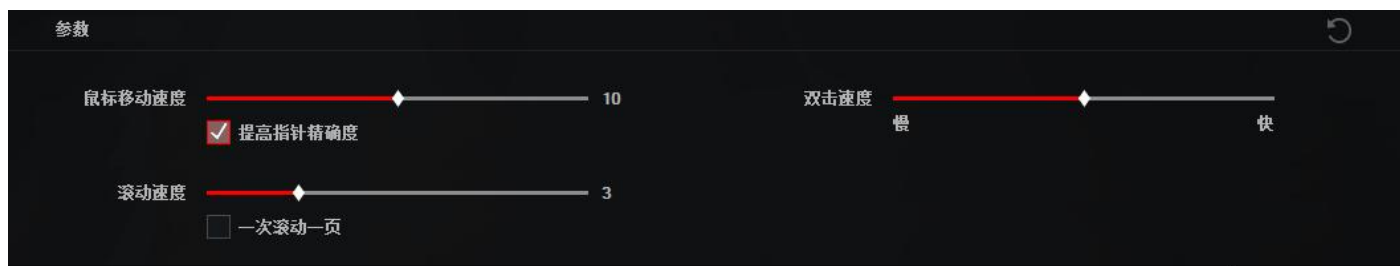 参数
鼠标移动速度 10
提高指针精确度
双击速度
慢 快
滚动速度 3
一次滚动一页